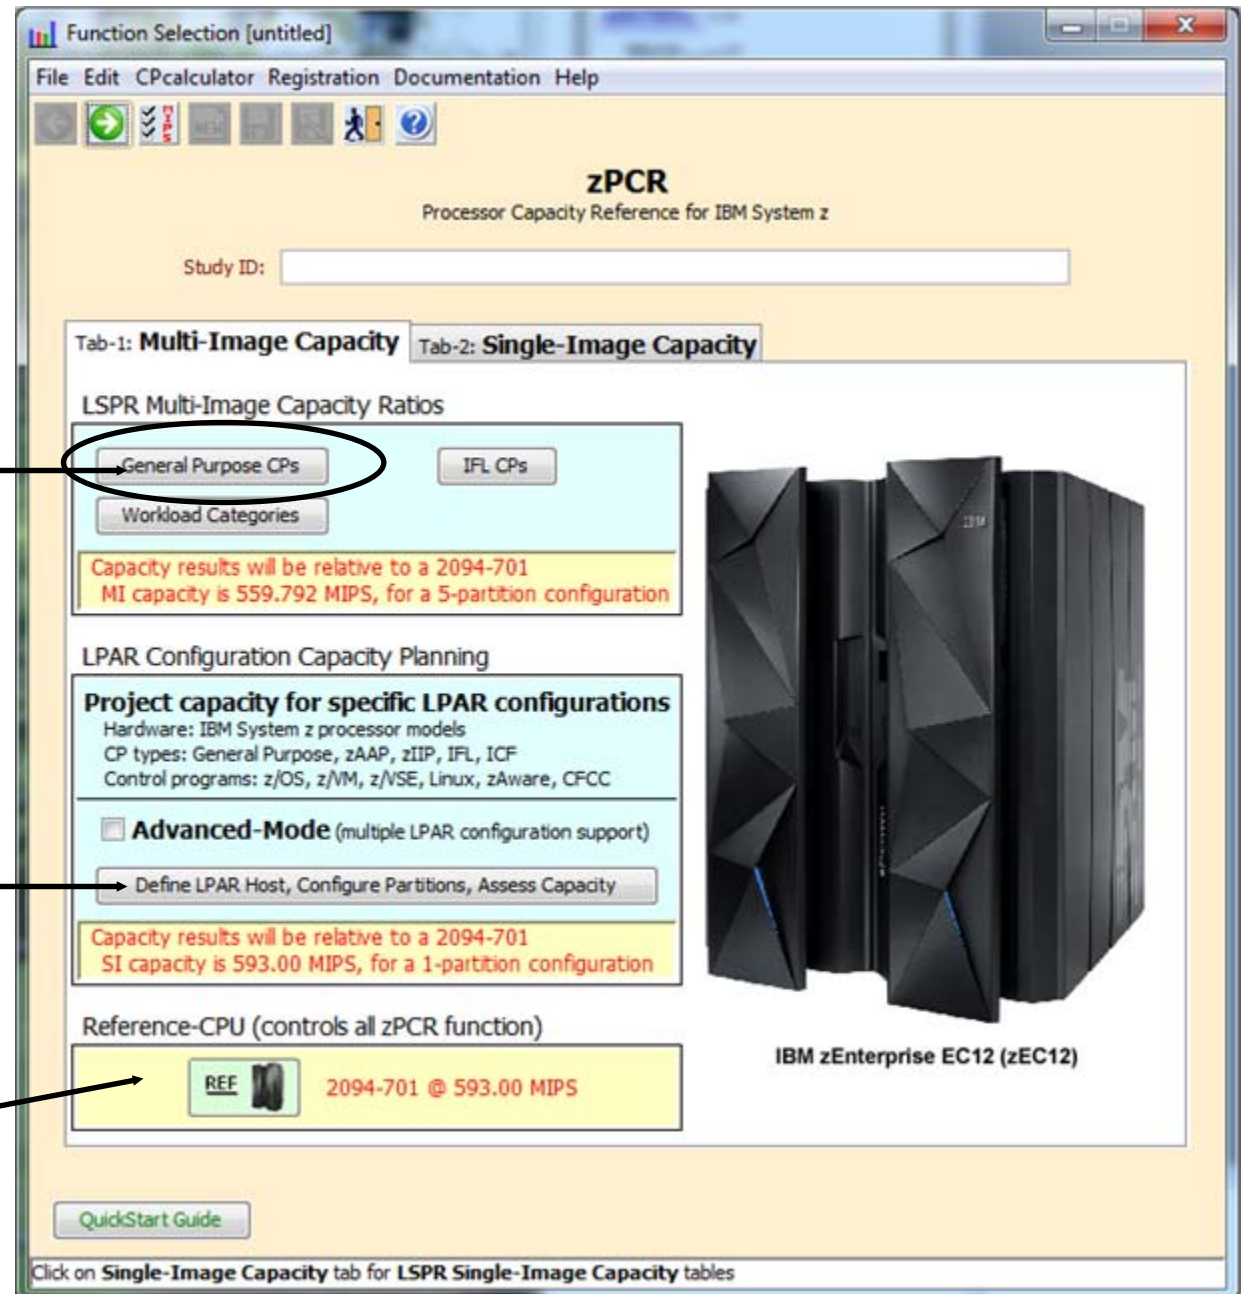 Function Selection [untitled]
File Edit CPcalculator Registration Documentation Help
MIPS
NEW
zPCR
Processor Capacity Reference for IBM System z
Study ID:
Tab-1: Multi-Image Capacity Tab-2: Single-Image Capacity
LSPR Multi-Image Capacity Ratios
General Purpose CPs IFL CPs
Workload Categories
Capacity results will be relative to a 2094-701
MI capacity is 559.792 MIPS, for a 5-partition configuration
LPAR Configuration Capacity Planning
Project capacity for specific LPAR configurations
Hardware: IBM System z processor models
CP types: General Purpose, zAAP, zIIP, IFL, ICF
Control programs: z/OS, z/VM, z/VSE, Linux, zAware, CFCC
Advanced-Mode (multiple LPAR configuration support)
Define LPAR Host, Configure Partitions, Assess Capacity
Capacity results will be relative to a 2094-701
SI capacity is 593.00 MIPS, for a 1-partition configuration
Reference-CPU (controls all zPCR function)
REF 2094-701 @ 593.00 MIPS
IBM
IBM zEnterprise EC12 (zEC12)
QuickStart Guide
Click on Single-Image Capacity tab for LSPR Single-Image Capacity tables